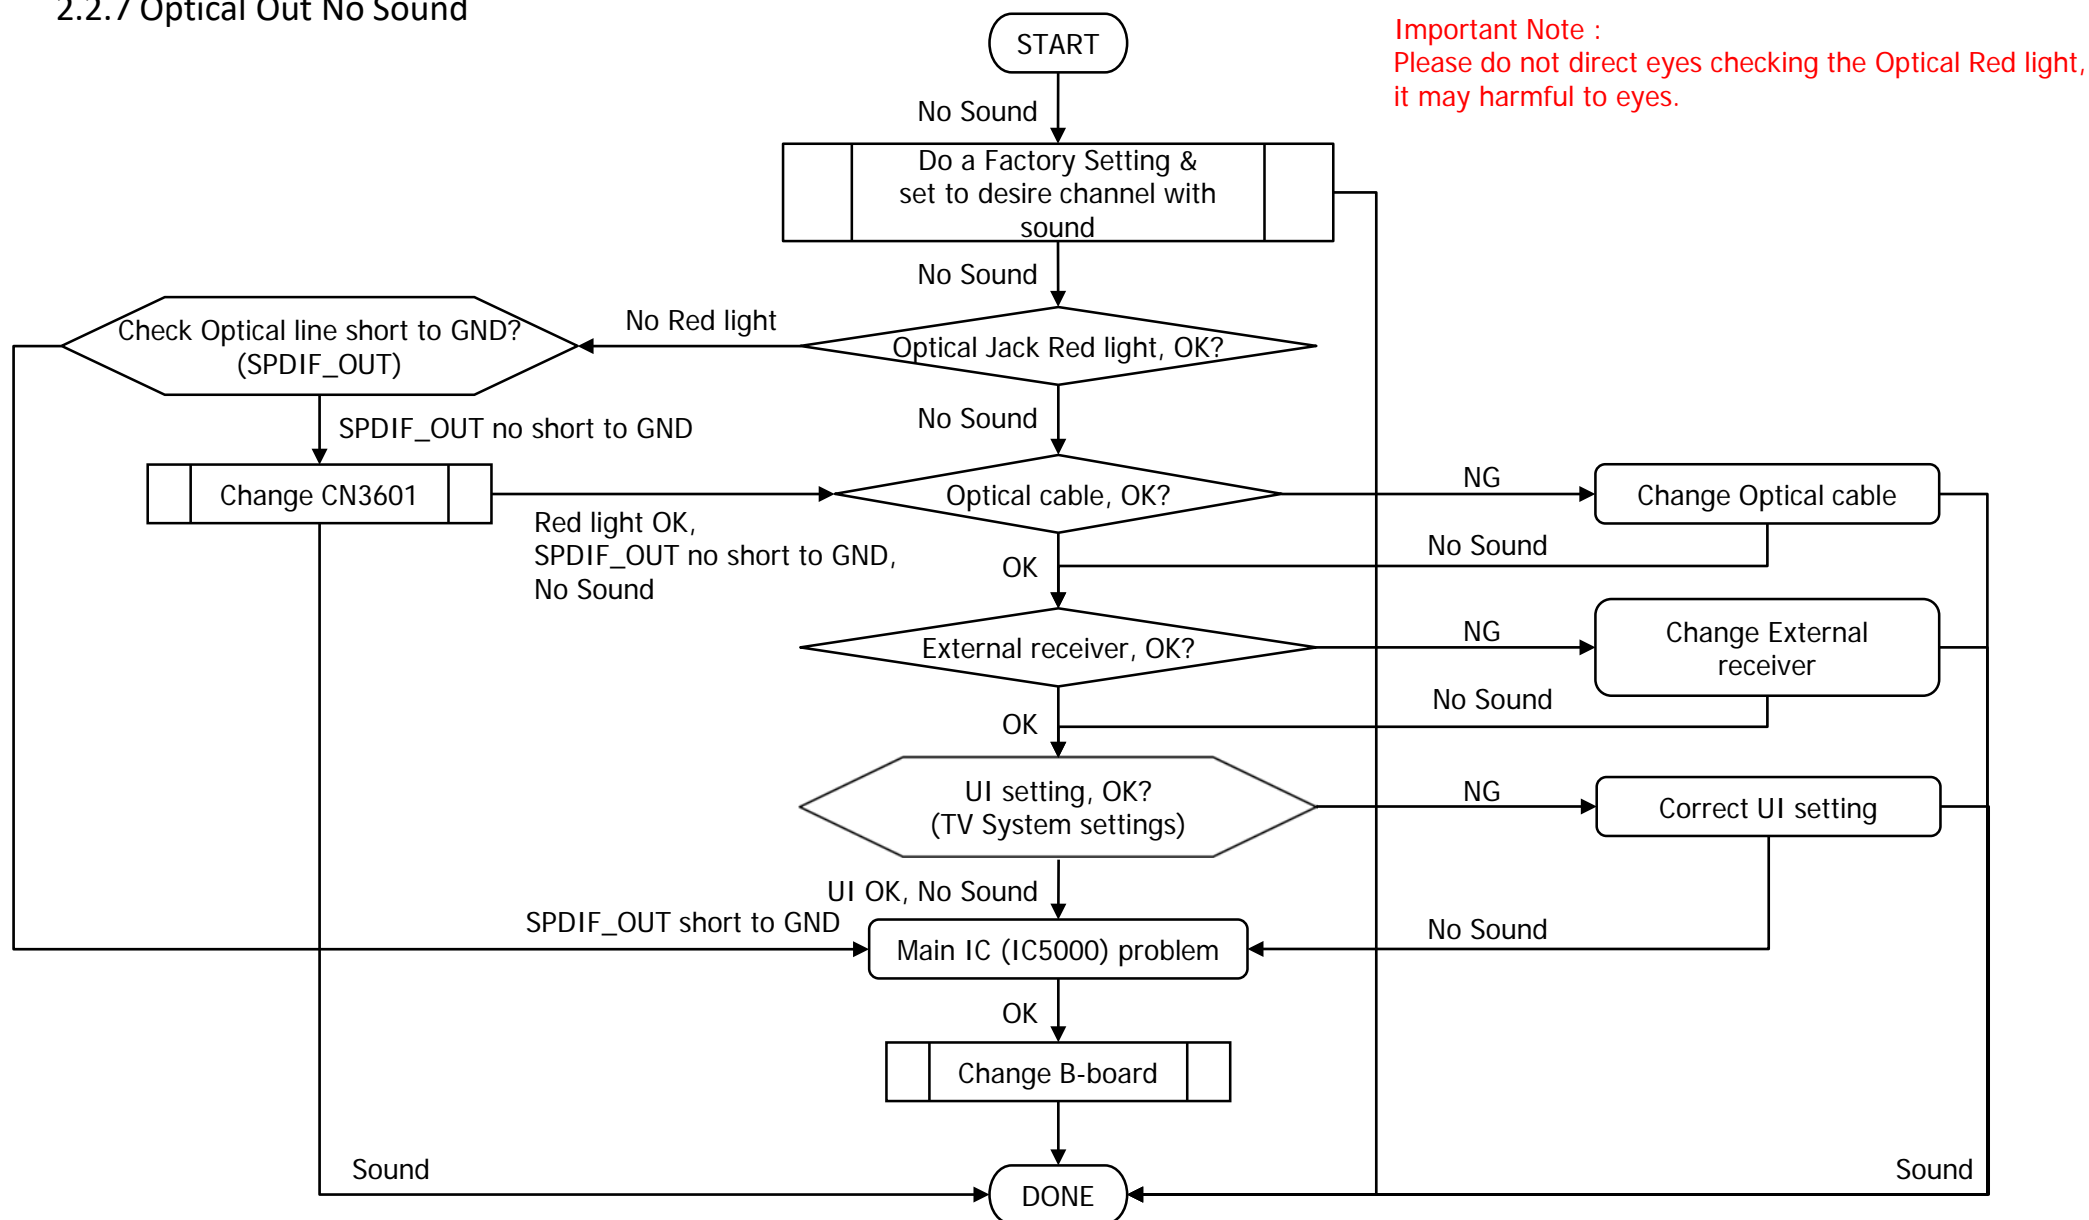 2.2.7 Optical Out No Sound
Important Note :
Please do not direct eyes checking the Optical Red light,
it may harmful to eyes.
START
No Sound
Do a Factory Setting &
set to desire channel with
sound
No Sound
Check Optical line short to GND?
(SPDIF_OUT)
No Red light
Optical Jack Red light, OK?
SPDIF_OUT no short to GND
No Sound
Change CN3601
Red light OK,
SPDIF_OUT no short to GND,
No Sound
Optical cable, OK?
NG
Change Optical cable
No Sound
OK
External receiver, OK?
NG
Change External
receiver
No Sound
OK
UI setting, OK?
(TV System settings)
NG
Correct UI setting
UI OK, No Sound
SPDIF_OUT short to GND
Main IC (IC5000) problem
No Sound
OK
Change B-board
Sound
DONE
Sound